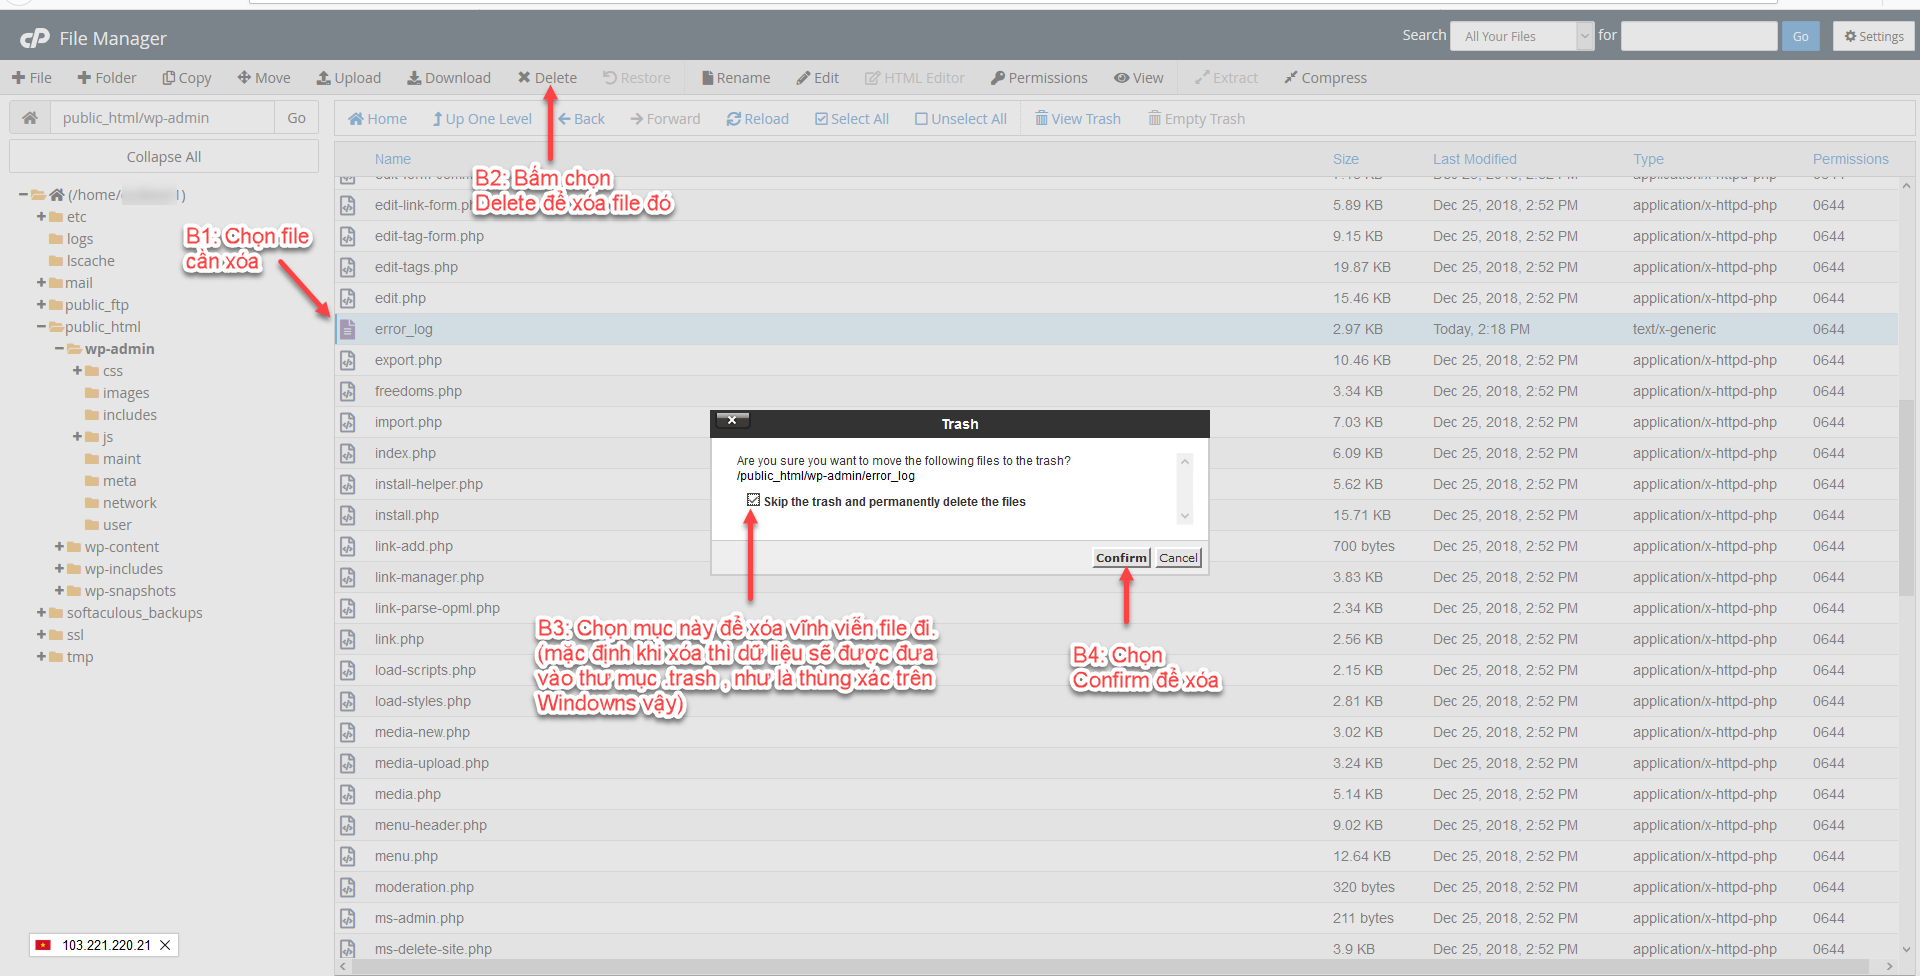 cP File Manager
Search All Your Files for Go Settings
File Folder Copy Move Upload Download Delete Restore Rename Edit HTML Editor Permissions View Extract Compress
public_html/wp-admin Go
Home Up One Level Back Forward Reload Select All Unselect All View Trash Empty Trash
Collapse All
(/home/ 1)
etc
logs
lscache
mail
public_ftp
public_html
wp-admin
css
images
includes
js
maint
meta
network
user
wp-content
wp-includes
wp-snapshots
softaculous_backups
ssl
tmp
103.221.220.21
B1: Chọn file
cần xóa
B2: Bấm chọn
Delete để xóa file đó
Name Size Last Modified Type Permissions
edit-link-form.p 5.89 KB Dec 25, 2018, 2:52 PM application/x-httpd-php 0644
edit-tag-form.php 9.15 KB Dec 25, 2018, 2:52 PM application/x-httpd-php 0644
edit-tags.php 19.87 KB Dec 25, 2018, 2:52 PM application/x-httpd-php 0644
edit.php 15.46 KB Dec 25, 2018, 2:52 PM application/x-httpd-php 0644
error_log 2.97 KB Today, 2:18 PM text/x-generic 0644
export.php 10.46 KB Dec 25, 2018, 2:52 PM application/x-httpd-php 0644
freedoms.php 3.34 KB Dec 25, 2018, 2:52 PM application/x-httpd-php 0644
import.php 7.03 KB Dec 25, 2018, 2:52 PM application/x-httpd-php 0644
index.php 6.09 KB Dec 25, 2018, 2:52 PM application/x-httpd-php 0644
install-helper.php 5.62 KB Dec 25, 2018, 2:52 PM application/x-httpd-php 0644
install.php 15.71 KB Dec 25, 2018, 2:52 PM application/x-httpd-php 0644
link-add.php 700 bytes Dec 25, 2018, 2:52 PM application/x-httpd-php 0644
link-manager.php 3.83 KB Dec 25, 2018, 2:52 PM application/x-httpd-php 0644
link-parse-opml.php 2.34 KB Dec 25, 2018, 2:52 PM application/x-httpd-php 0644
link.php 2.56 KB Dec 25, 2018, 2:52 PM application/x-httpd-php 0644
load-scripts.php 2.15 KB Dec 25, 2018, 2:52 PM application/x-httpd-php 0644
load-styles.php 2.81 KB Dec 25, 2018, 2:52 PM application/x-httpd-php 0644
media-new.php 3.02 KB Dec 25, 2018, 2:52 PM application/x-httpd-php 0644
media-upload.php 3.24 KB Dec 25, 2018, 2:52 PM application/x-httpd-php 0644
media.php 5.14 KB Dec 25, 2018, 2:52 PM application/x-httpd-php 0644
menu-header.php 9.02 KB Dec 25, 2018, 2:52 PM application/x-httpd-php 0644
menu.php 12.64 KB Dec 25, 2018, 2:52 PM application/x-httpd-php 0644
moderation.php 320 bytes Dec 25, 2018, 2:52 PM application/x-httpd-php 0644
ms-admin.php 211 bytes Dec 25, 2018, 2:52 PM application/x-httpd-php 0644
ms-delete-site.php 3.9 KB Dec 25, 2018, 2:52 PM application/x-httpd-php 0644
Trash
Are you sure you want to move the following files to the trash?
/public_html/wp-admin/error_log
Skip the trash and permanently delete the files
Confirm Cancel
B3: Chọn mục này để xóa vĩnh viễn file đi.
(mặc định khi xóa thì dữ liệu sẽ được đưa
vào thư mục .trash , như là thùng xác trên
Windowns vậy)
B4: Chọn
Confirm để xóa